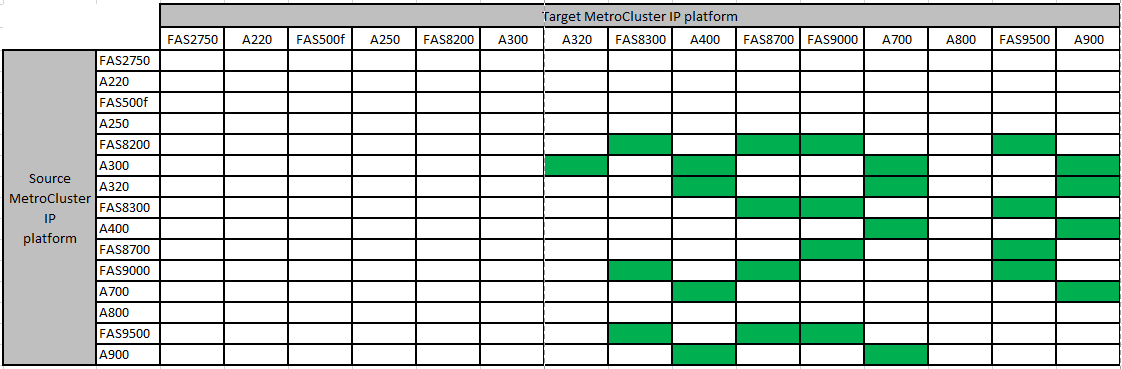 Target MetroCluster IP platform
FAS2750 A220 FAS500f A250 FAS8200 A300 A320 FAS8300 A400 FAS8700 FAS9000 A700 A800 FAS9500 A900
Source
MetroCluster
IP
platform
FAS2750
A220
FAS500f
A250
FAS8200
A300
A320
FAS8300
A400
FAS8700
FAS9000
A700
A800
FAS9500
A900